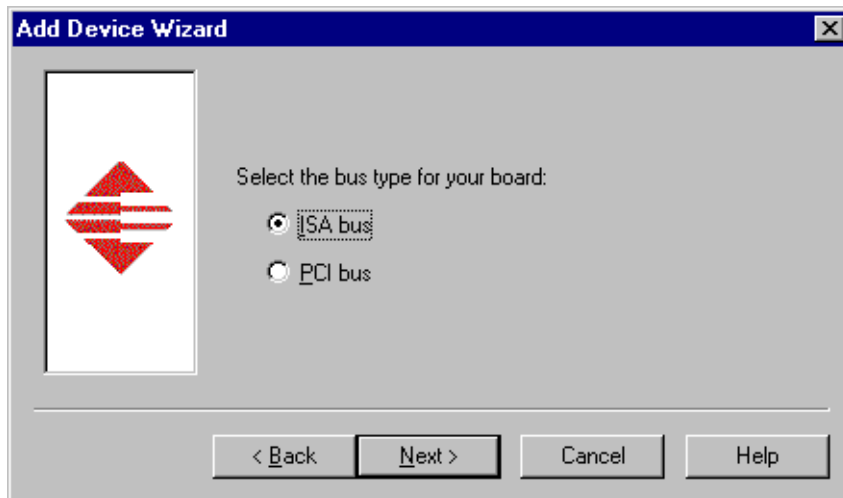 Add Device Wizard
Select the bus type for your board:
ISA bus
PCI bus
< Back Next > Cancel Help